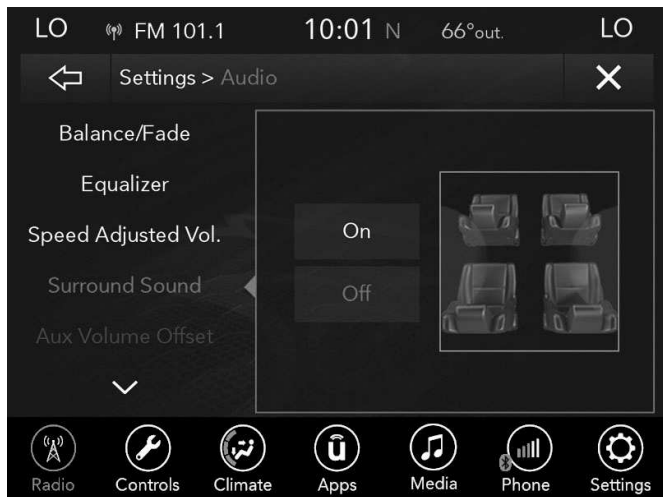 LO FM 101.1 10:01 N 66°out. LO
Settings > Audio
Balance/Fade
Equalizer
Speed Adjusted Vol.
On
Surround Sound
Off
Aux Volume Offset
Radio Controls Climate Apps Media Phone Settings